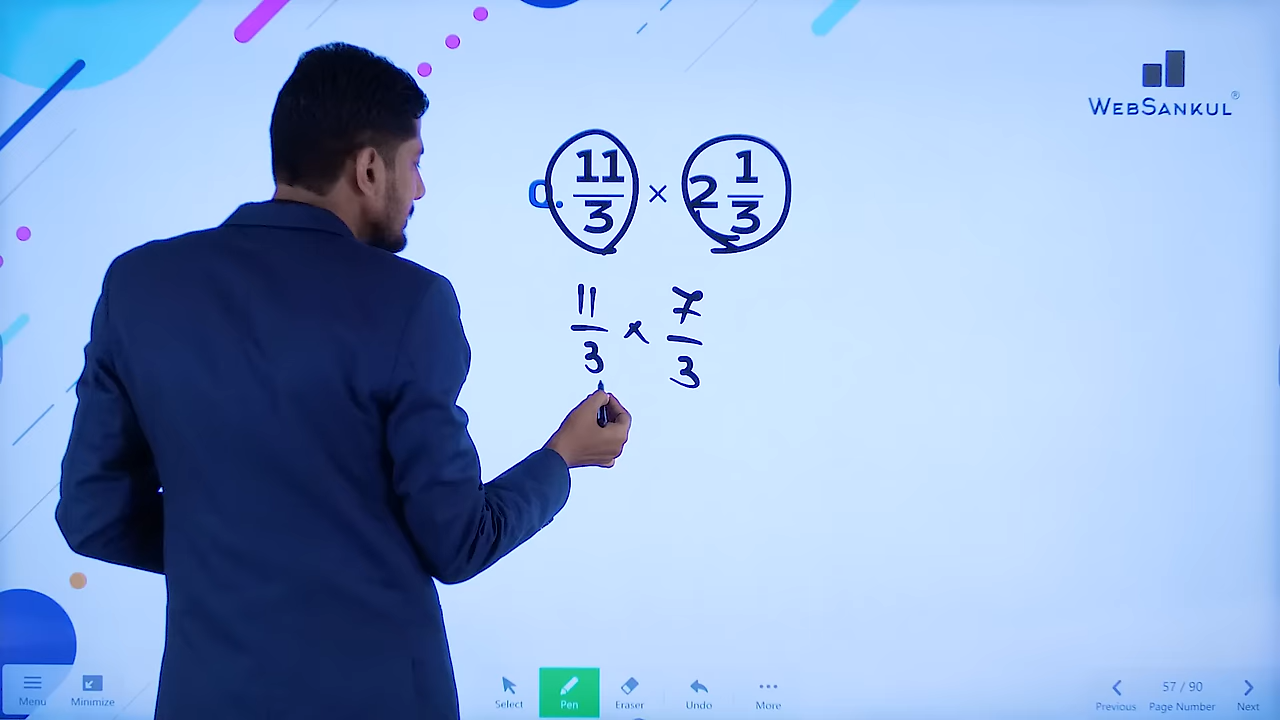 WEBSANKUL®
11/3 × 2 1/3
11/3 × 7/3
Menu Minimize Select Pen Eraser Undo More Previous 57 / 90 Page Number Next